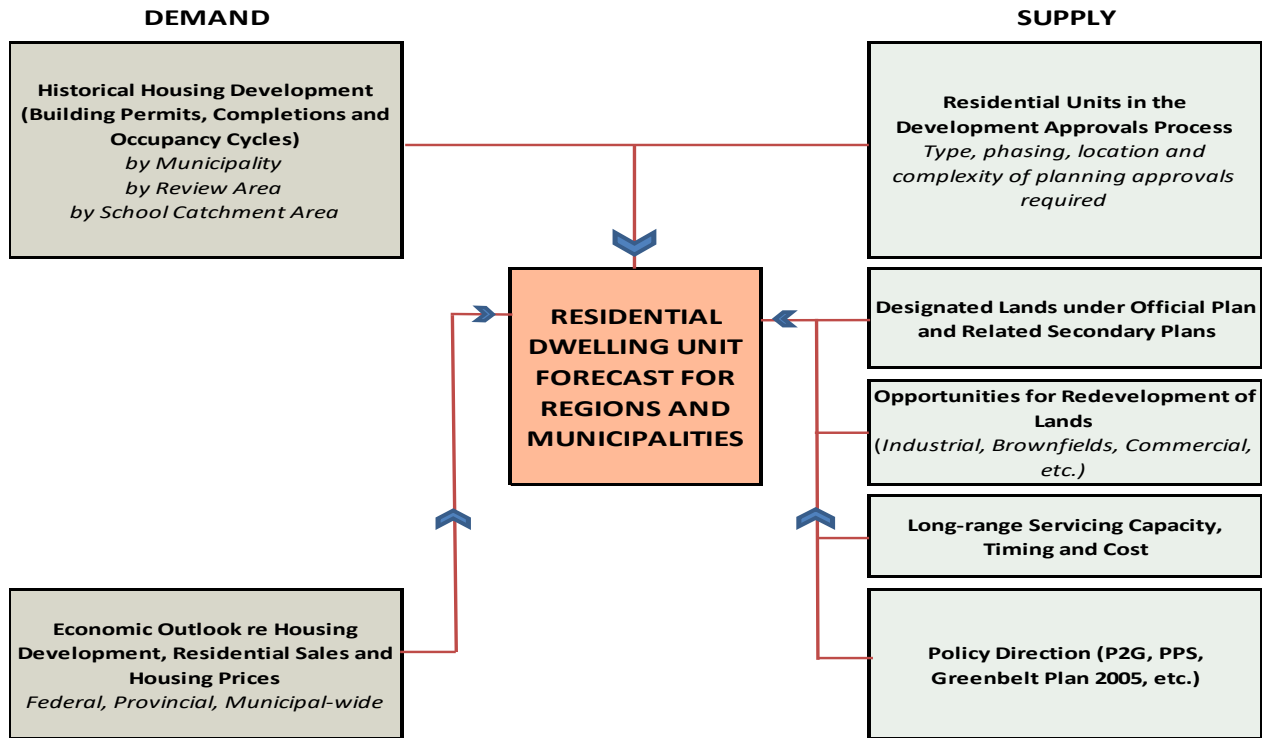 DEMAND
Historical Housing Development
(Building Permits, Completions and
Occupancy Cycles)
by Municipality
by Review Area
by School Catchment Area
Economic Outlook re Housing
Development, Residential Sales and
Housing Prices
Federal, Provincial, Municipal-wide
RESIDENTIAL
DWELLING UNIT
FORECAST FOR
REGIONS AND
MUNICIPALITIES
SUPPLY
Residential Units in the
Development Approvals Process
Type, phasing, location and
complexity of planning approvals
required
Designated Lands under Official Plan
and Related Secondary Plans
Opportunities for Redevelopment of
Lands
(Industrial, Brownfields, Commercial,
etc.)
Long-range Servicing Capacity,
Timing and Cost
Policy Direction (P2G, PPS,
Greenbelt Plan 2005, etc.)